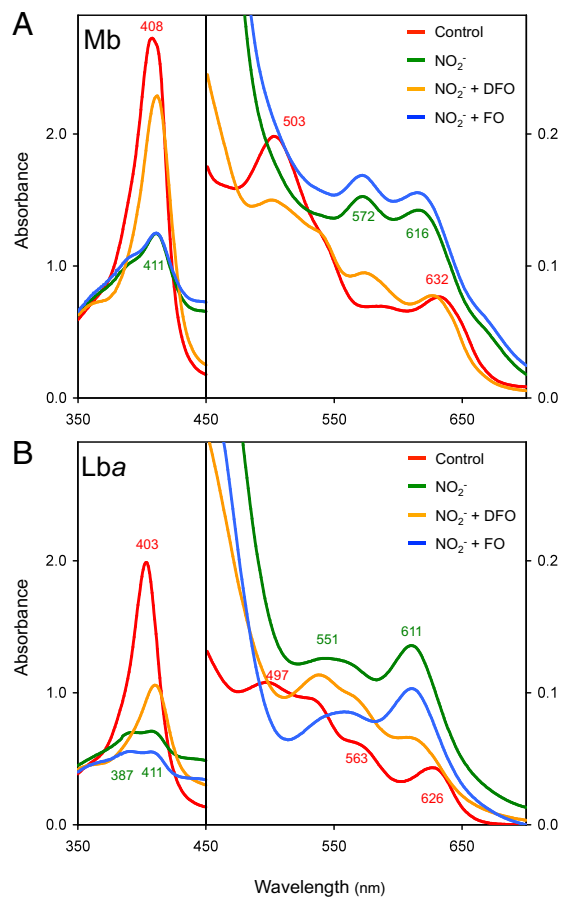 A
Mb
408
503
572
616
632
411
Control
NO₂⁻
NO₂⁻ + DFO
NO₂⁻ + FO
Absorbance
2.0
1.0
0.0
0.2
0.1
0.0
350
450
550
650
B
Lba
403
497
551
611
563
626
387
411
Control
NO₂⁻
NO₂⁻ + DFO
NO₂⁻ + FO
Absorbance
2.0
1.0
0.0
0.2
0.1
0.0
350
450
550
650
Wavelength (nm)